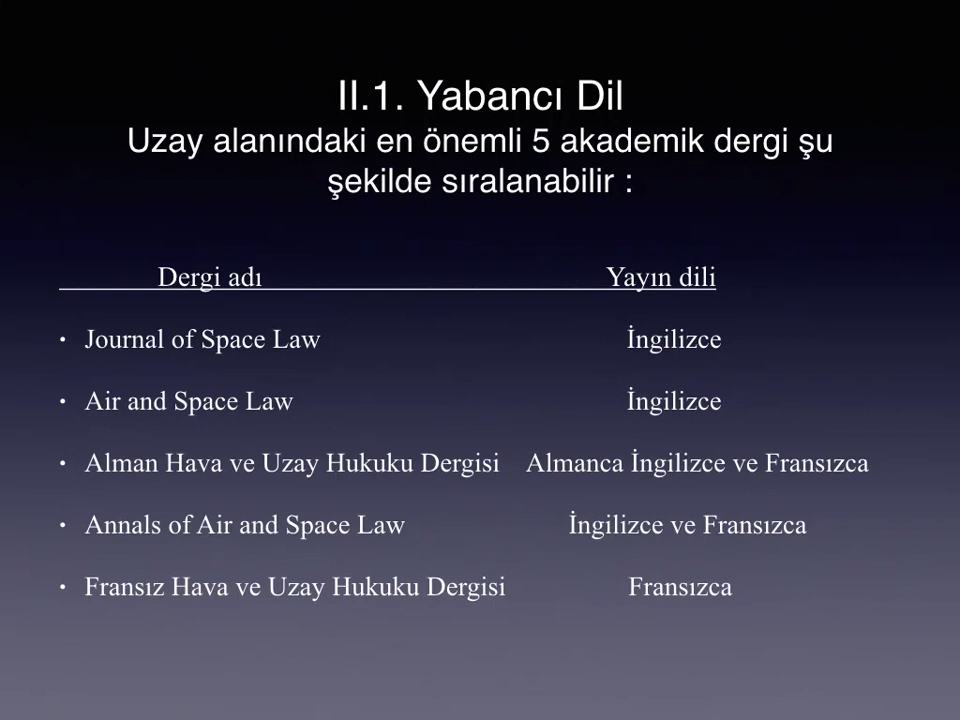 II.1. Yabancı Dil
Uzay alanındaki en önemli 5 akademik dergi şu
şekilde sıralanabilir :
Dergi adı Yayın dili
• Journal of Space Law İngilizce
• Air and Space Law İngilizce
• Alman Hava ve Uzay Hukuku Dergisi Almanca İngilizce ve Fransızca
• Annals of Air and Space Law İngilizce ve Fransızca
• Fransız Hava ve Uzay Hukuku Dergisi Fransızca